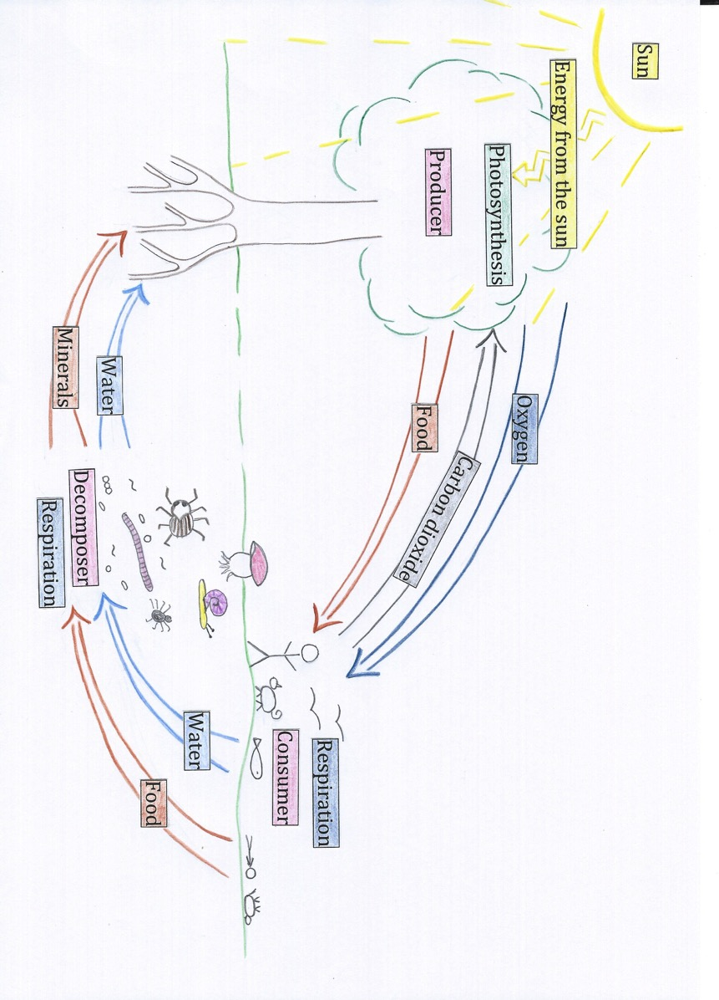 Sun
Energy from the sun
Photosynthesis
Producer
Oxygen
Carbon dioxide
Food
Respiration
Consumer
Water
Food
Decomposer
Respiration
Water
Minerals